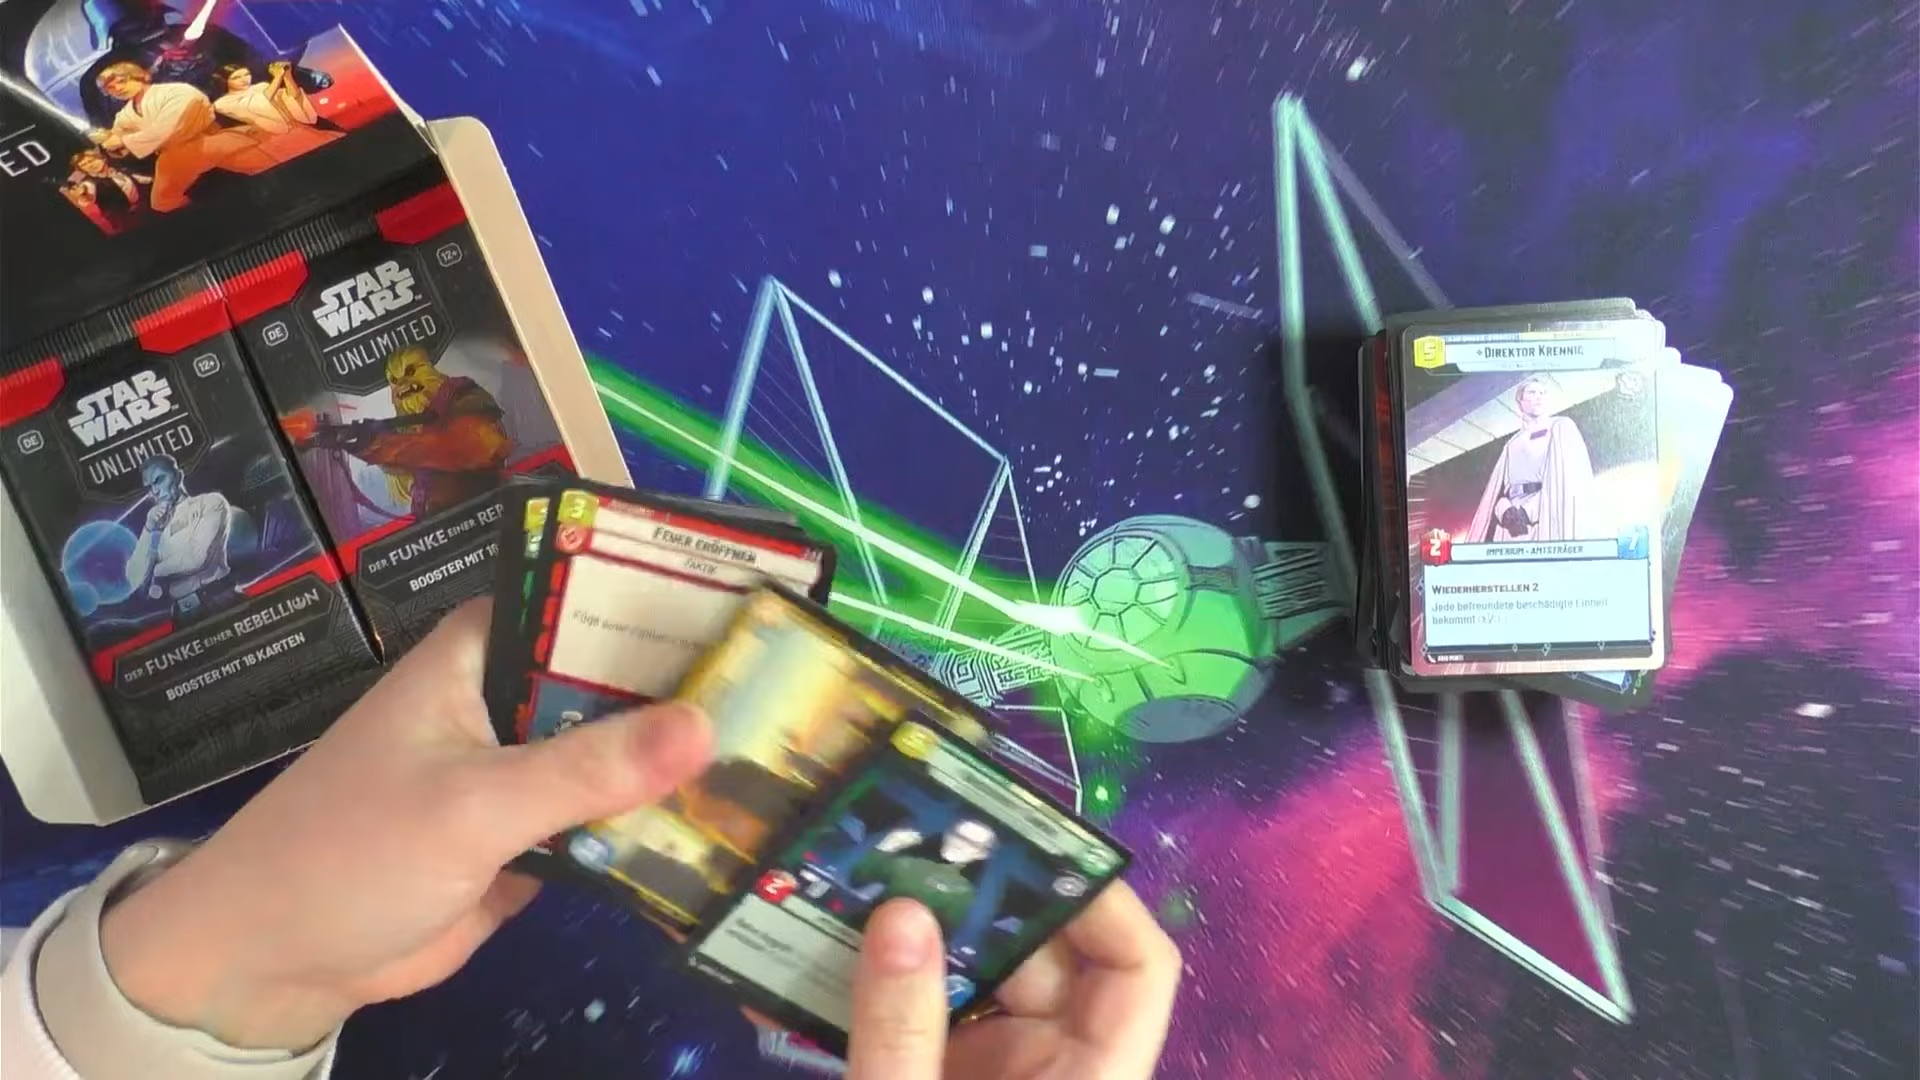 ED
DE
12+
STAR
WARS
UNLIMITED
DER FUNKE EINER REBELLION
BOOSTER MIT 16 KARTEN
DE
12+
STAR
WARS
UNLIMITED
DER FUNKE EINER REB
BOOSTER MIT 16
3
FEUER ERÖFFNEN
TAKTIK
2
5
DIREKTOR KRENNIC
2
IMPERIUM • AMTSTRÄGER
7
WIEDERHERSTELLEN 2
Jede befreundete beschädigte Einheit
bekommt